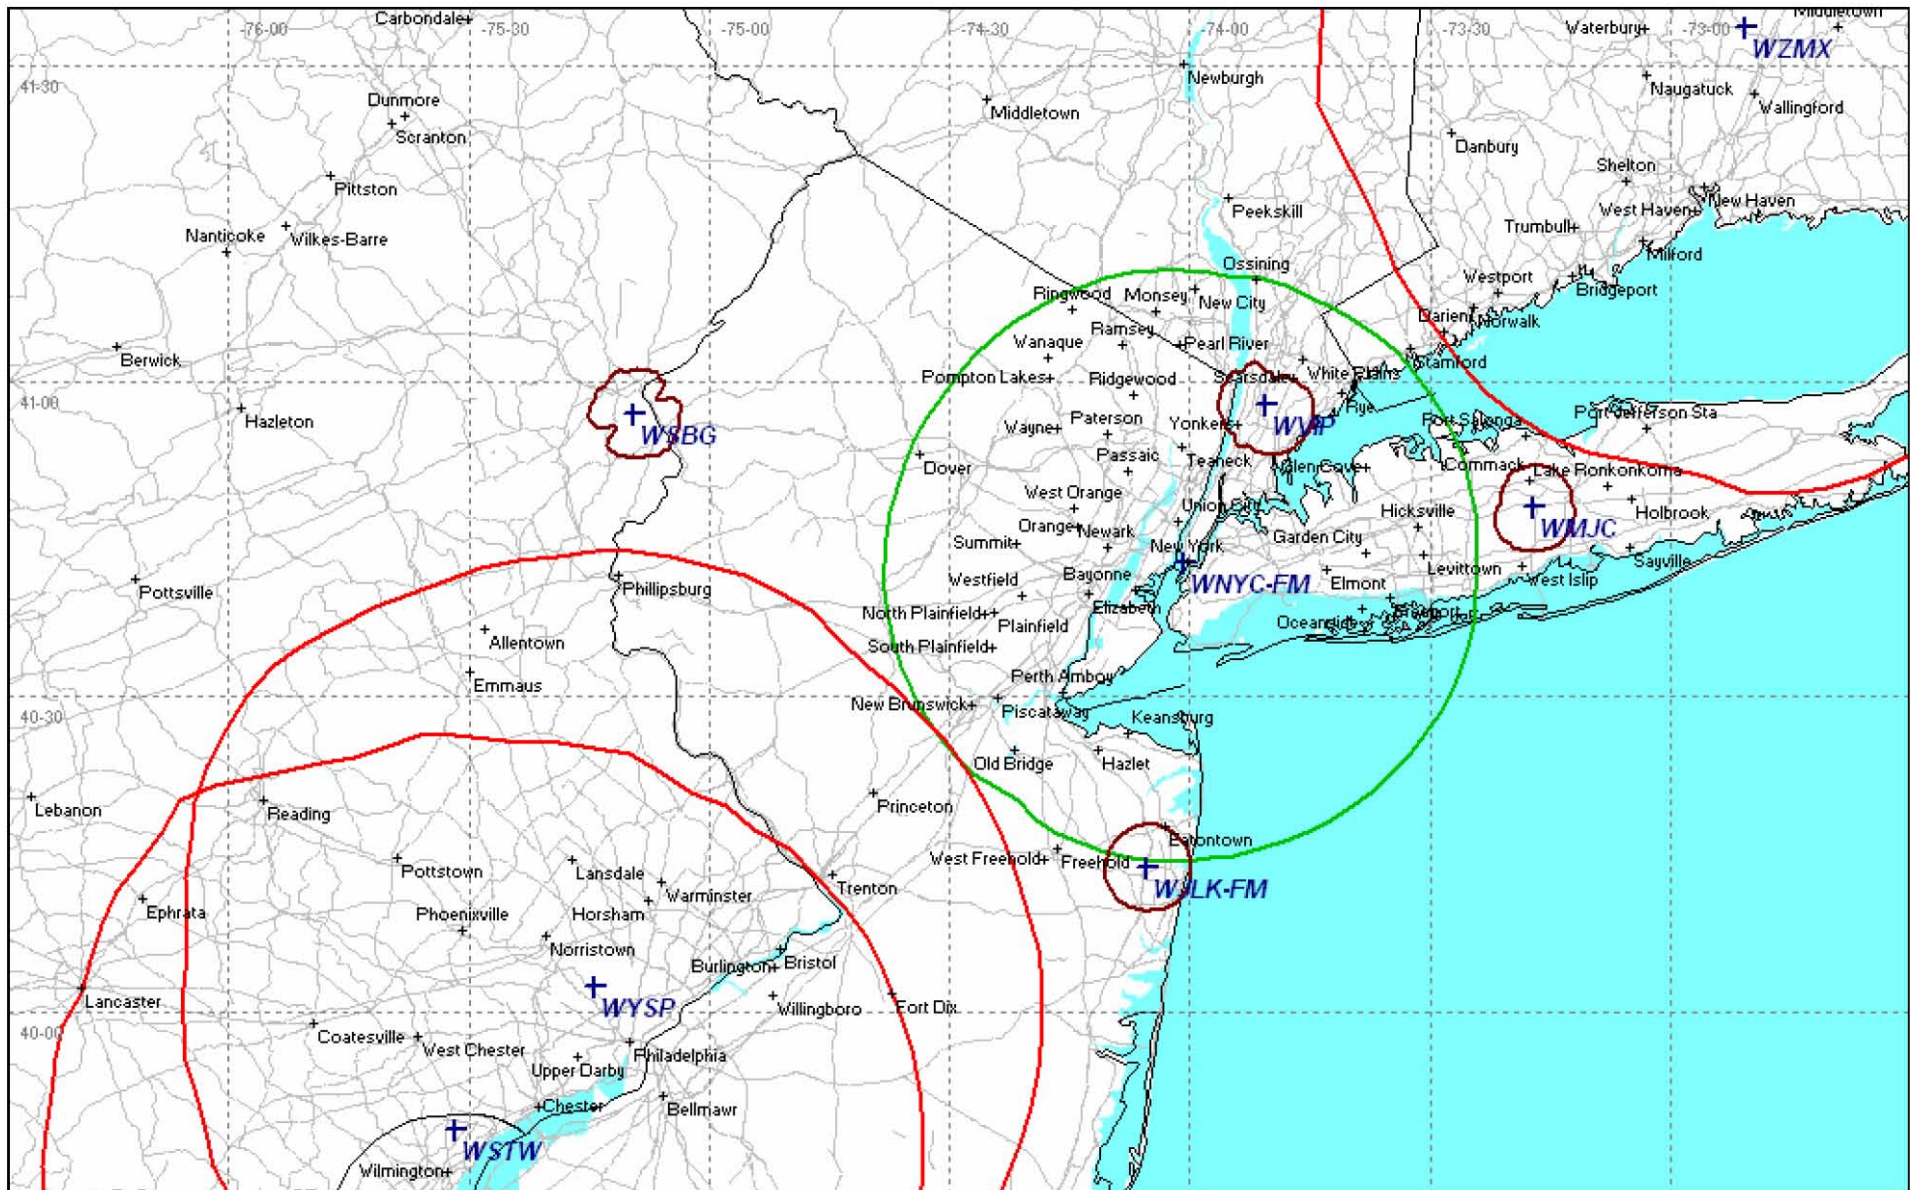 Carbondale
-76-00
-75-30
-75-00
-74-30
-74-00
-73-30
Waterbury
-73-00
Middletown
WZMX
41-30
Newburgh
Naugatuck
Dunmore
Wallingford
Middletown
Scranton
Danbury
Shelton
Pittston
New Haven
West Haven
Peekskill
Trumbull
Nanticoke
Wilkes-Barre
Milford
Ossining
Westport
Bridgeport
Ringwood
Monsey
New City
Darien
Norwalk
Ramsey
Wanaque
Pearl River
Berwick
Stamford
Pompton Lakes
Ridgewood
Scarsdale
White Plains
41-00
Rye
Port Jefferson Sta
Hazleton
Paterson
Yonkers
WVIP
Port Salonga
Wayne
WSBG
Passaic
Teaneck
Dover
Glen Cove
Commack
Lake Ronkonkoma
West Orange
Union City
Hicksville
Holbrook
Orange
Newark
WMJC
Summit
New York
Garden City
Sayville
Levittown
Bayonne
Westfield
WNYC-FM
Elmont
West Islip
Pottsville
Phillipsburg
North Plainfield
Elizabeth
Freeport
Plainfield
Oceanside
Allentown
South Plainfield
Perth Amboy
Emmaus
New Brunswick
Piscataway
40-30
Keansburg
Old Bridge
Hazlet
Princeton
Lebanon
Reading
Eatontown
West Freehold
Freehold
Pottstown
Lansdale
Trenton
WJLK-FM
Warminster
Ephrata
Phoenixville
Horsham
Norristown
Burlington
Bristol
Lancaster
WYSP
Willingboro
Fort Dix
40-00
Coatesville
West Chester
Philadelphia
Upper Darby
Chester
Bellmawr
WSTW
Wilmington